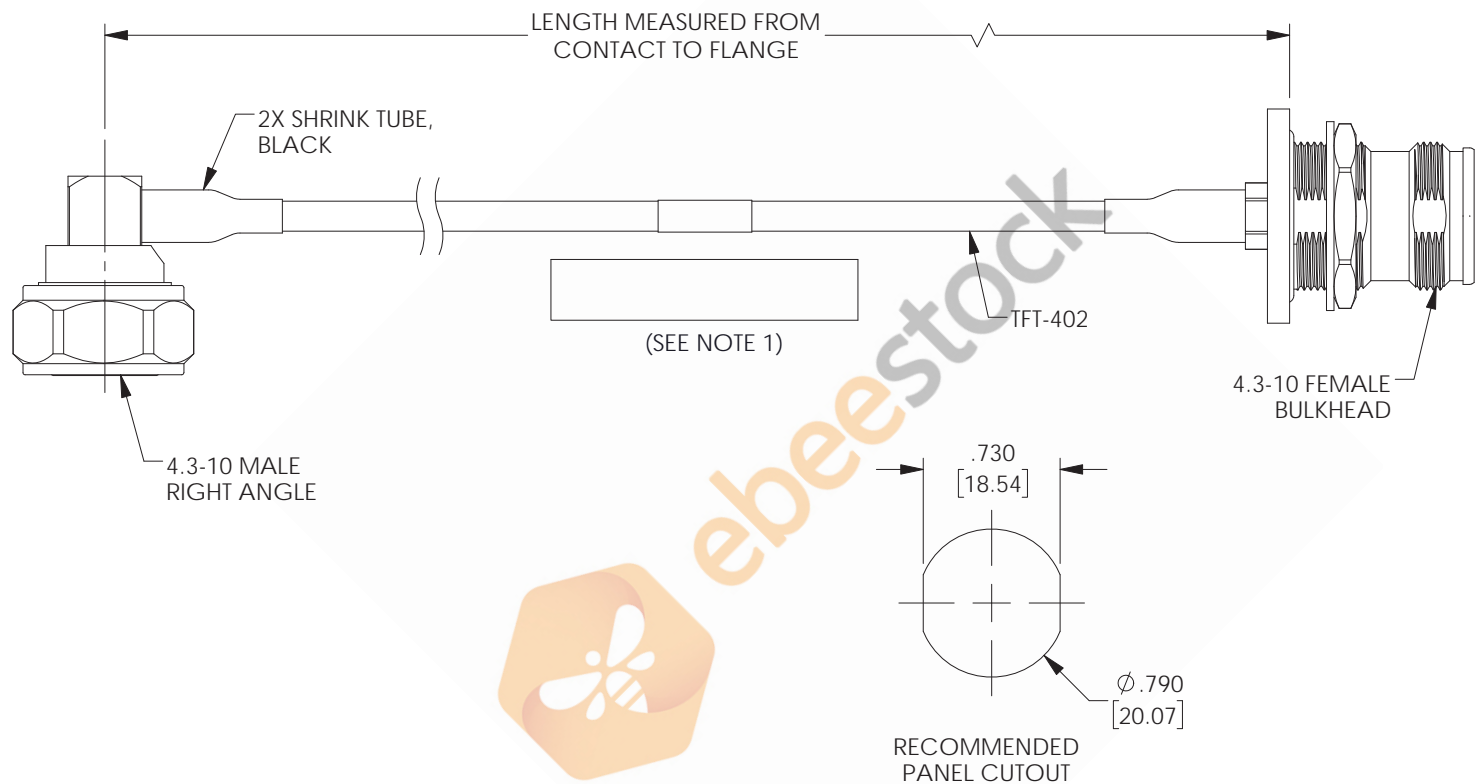 LENGTH MEASURED FROM
CONTACT TO FLANGE
2X SHRINK TUBE,
BLACK
TFT-402
(SEE NOTE 1)
4.3-10 FEMALE
BULKHEAD
4.3-10 MALE
RIGHT ANGLE
.730
[18.54]
Ø.790
[20.07]
RECOMMENDED
PANEL CUTOUT
ebeestock